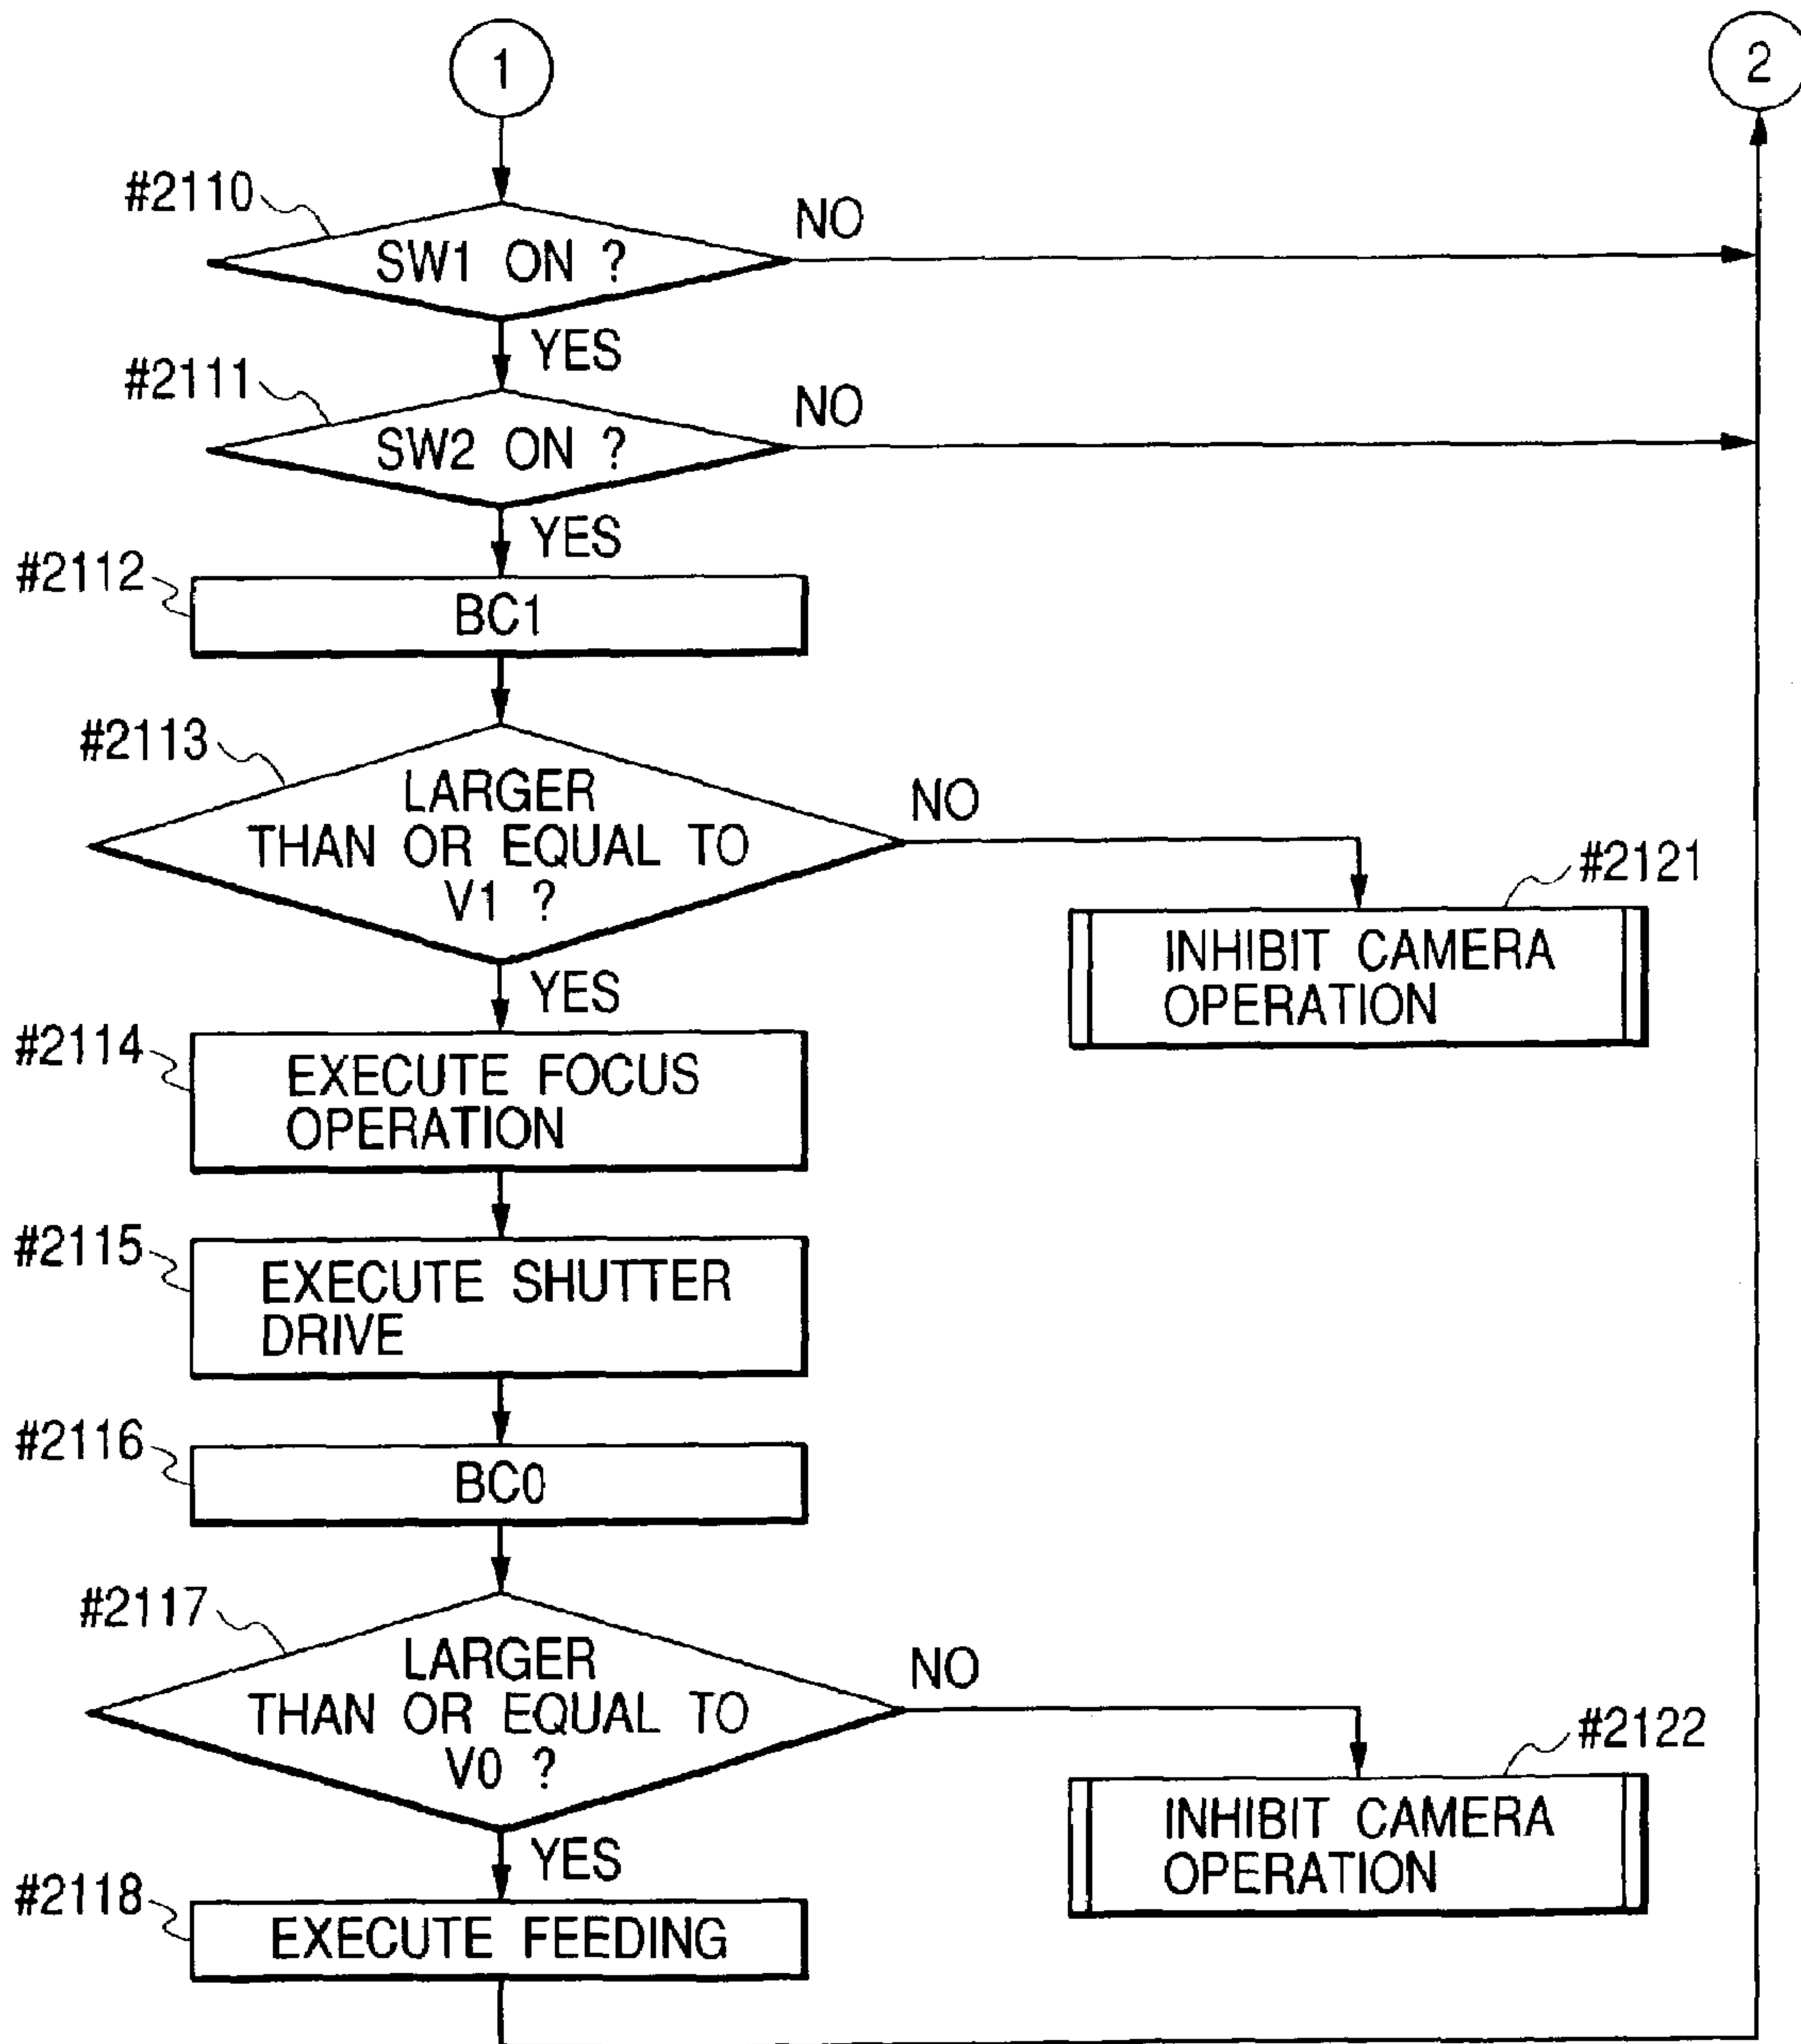 1
2
#2110
SW1 ON ?
NO
YES
#2111
SW2 ON ?
NO
YES
#2112
BC1
#2113
LARGER
THAN OR EQUAL TO
V1 ?
NO
YES
#2121
INHIBIT CAMERA
OPERATION
#2114
EXECUTE FOCUS
OPERATION
#2115
EXECUTE SHUTTER
DRIVE
#2116
BC0
#2117
LARGER
THAN OR EQUAL TO
V0 ?
NO
YES
#2122
INHIBIT CAMERA
OPERATION
#2118
EXECUTE FEEDING